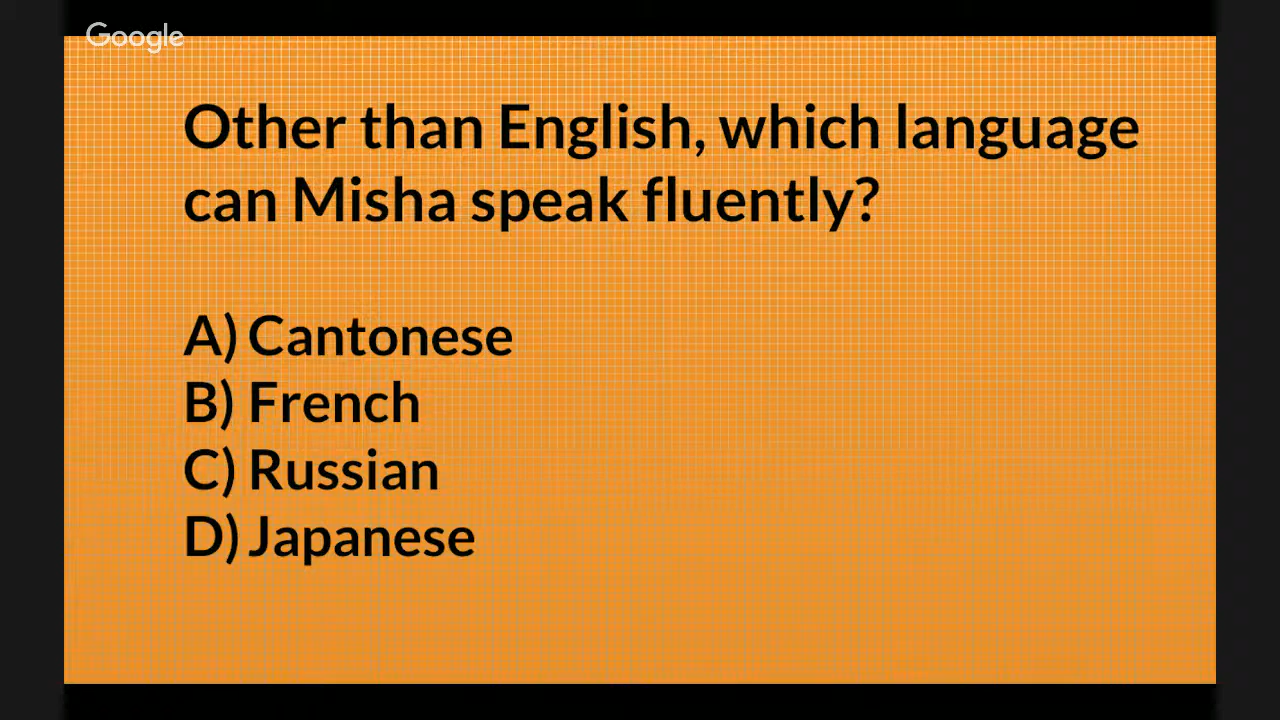 Google
Other than English, which language
can Misha speak fluently?
A) Cantonese
B) French
C) Russian
D) Japanese